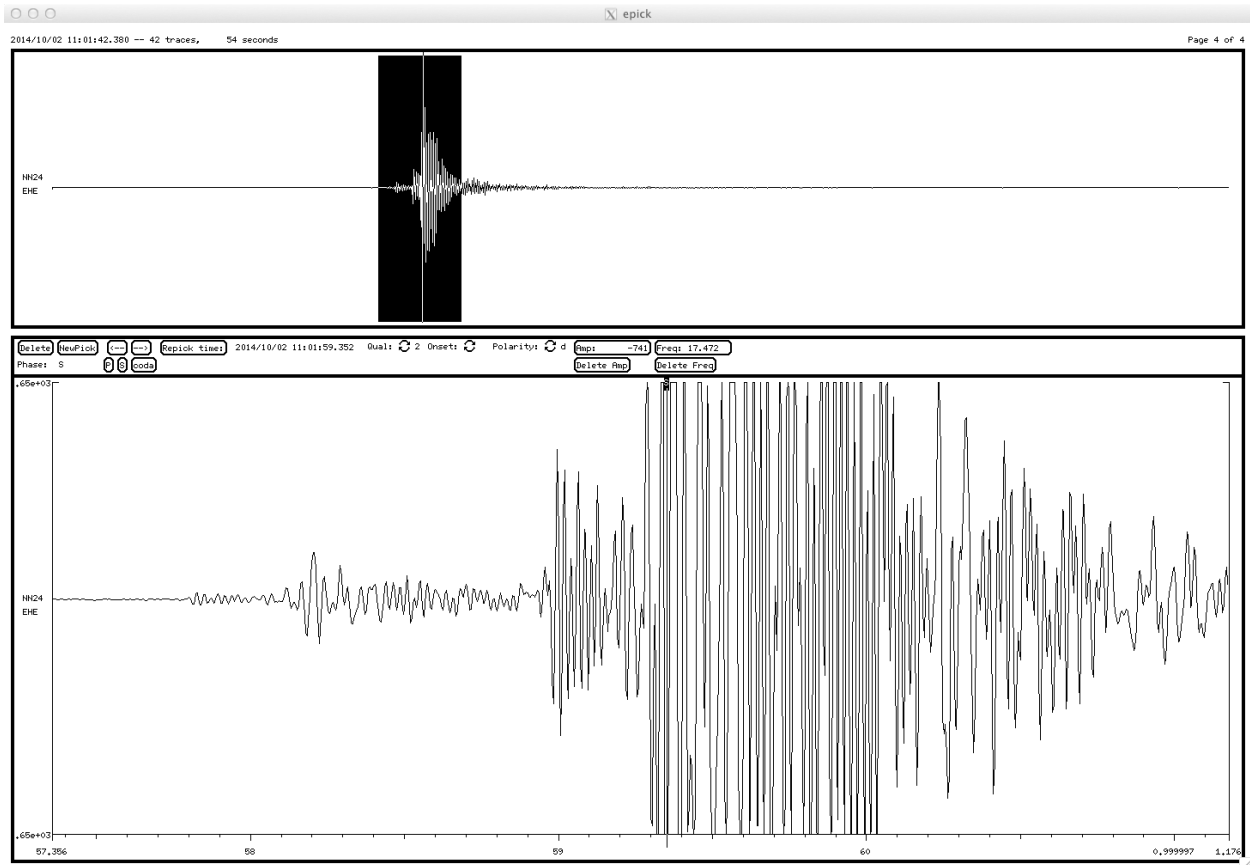 epick
2014/10/02 11:01:42.380 -- 42 traces, 54 seconds Page 4 of 4
NN24
EHE
Delete NewPick <-- --> Repick time: 2014/10/02 11:01:59.352 Qual: 2 Onset: Polarity: d Amp: -741 Freq: 17.472
Phase: S P S coda Delete Amp Delete Freq
.65e+03
NN24
EHE
.65e+03
57.356 58 59 60 0.999997 1.176